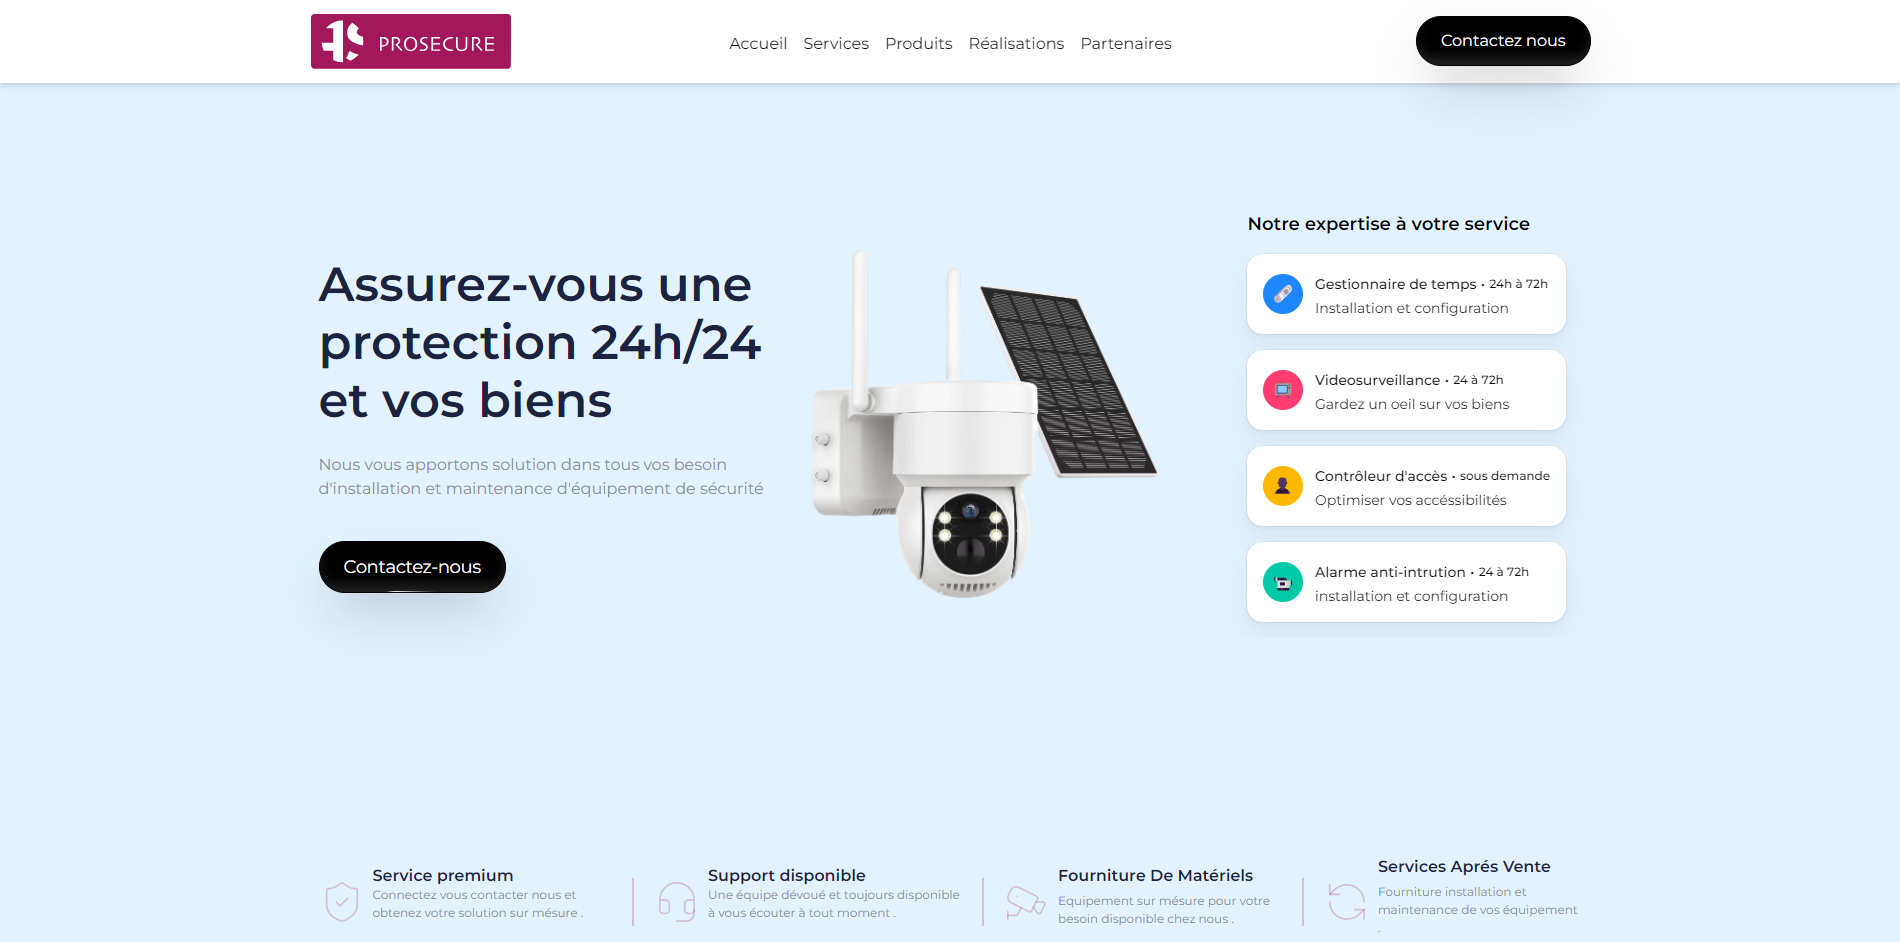 PROSECURE
Accueil Services Produits Réalisations Partenaires
Contactez nous
Assurez-vous une
protection 24h/24
et vos biens
Nous vous apportons solution dans tous vos besoin
d'installation et maintenance d'équipement de sécurité
Contactez-nous
Notre expertise à votre service
Gestionnaire de temps • 24h à 72h
Installation et configuration
Videosurveillance • 24 à 72h
Gardez un oeil sur vos biens
Contrôleur d'accès • sous demande
Optimiser vos accéssibilités
Alarme anti-intrution • 24 à 72h
installation et configuration
Service premium
Connectez vous contacter nous et
obtenez votre solution sur mésure .
Support disponible
Une équipe dévoué et toujours disponible
à vous écouter à tout moment .
Fourniture De Matériels
Equipement sur mésure pour votre
besoin disponible chez nous .
Services Aprés Vente
Fourniture installation et
maintenance de vos équipement
.